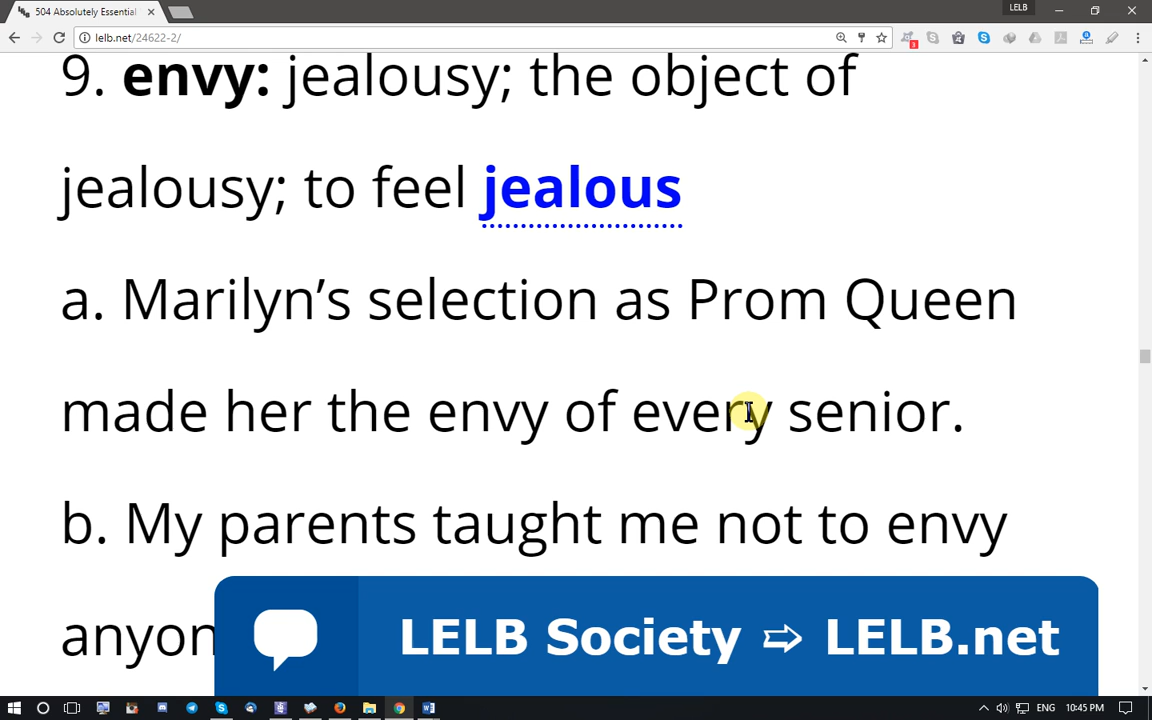 504 Absolutely Essential
LELB
lelb.net/24622-2/
9. envy: jealousy; the object of
jealousy; to feel jealous
a. Marilyn’s selection as Prom Queen
made her the envy of every senior.
b. My parents taught me not to envy
anyon
LELB Society ⇨ LELB.net
ENG 10:45 PM